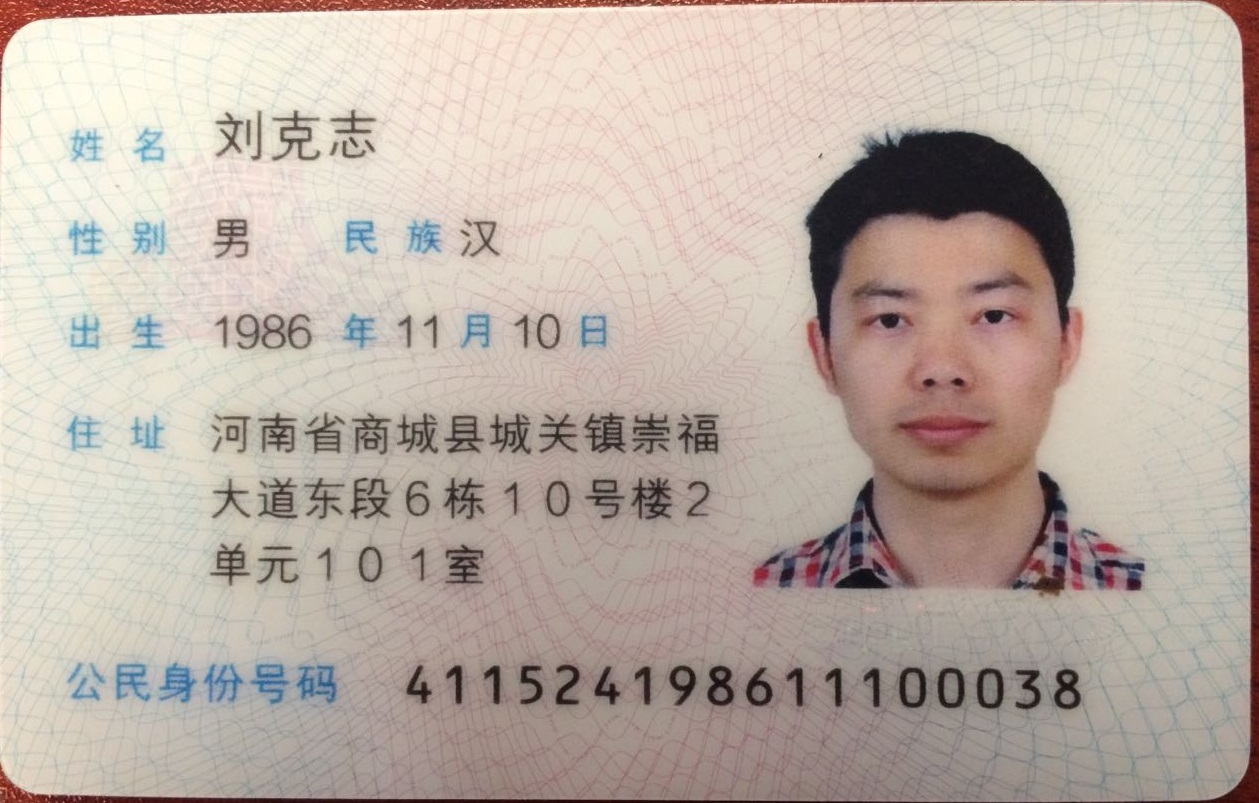 姓名 刘克志
性别 男 民族 汉
出生 1986 年 11 月 10 日
住址 河南省商城县城关镇崇福
大道东段6栋10号楼2
单元101室
公民身份号码 411524198611100038